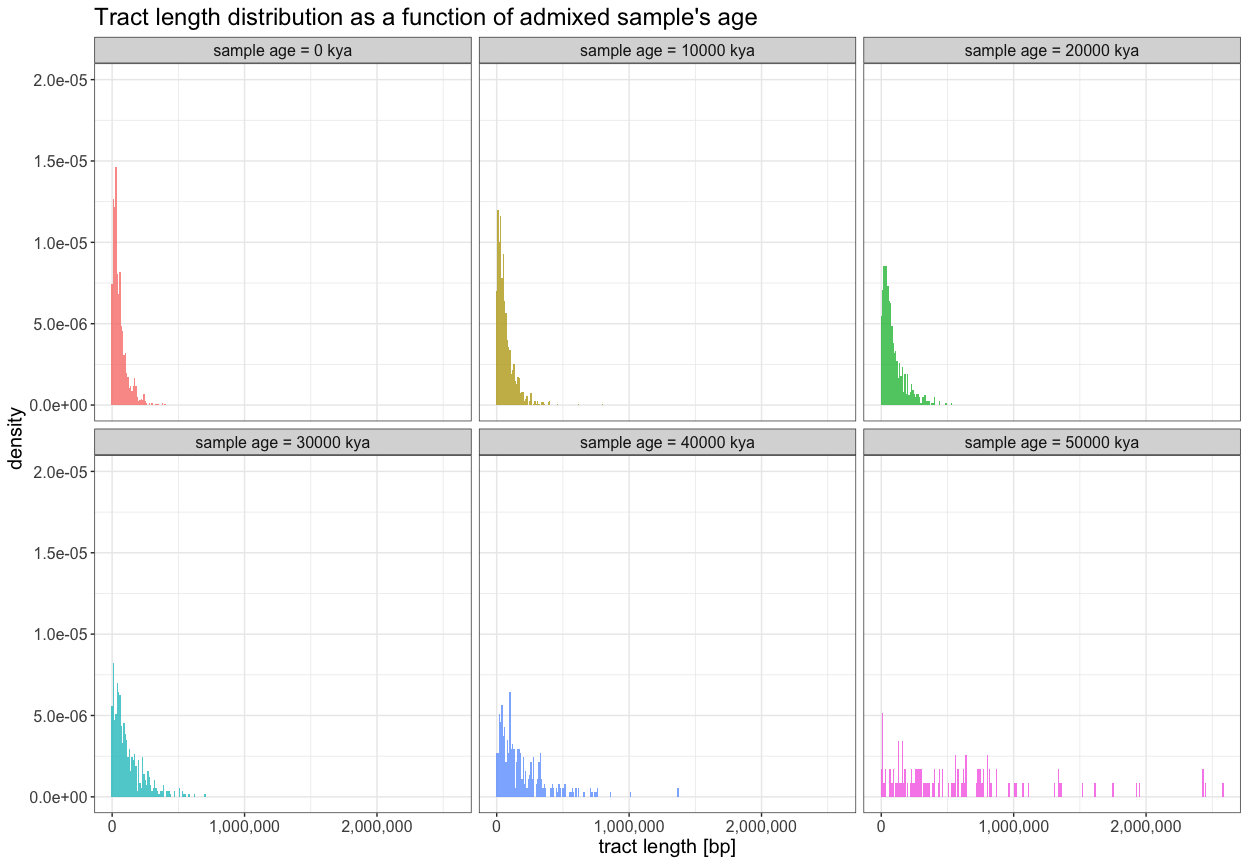 Tract length distribution as a function of admixed sample's age
sample age = 0 kya
sample age = 10000 kya
sample age = 20000 kya
2.0e-05
1.5e-05
1.0e-05
5.0e-06
0.0e+00
sample age = 30000 kya
sample age = 40000 kya
sample age = 50000 kya
2.0e-05
1.5e-05
1.0e-05
5.0e-06
0.0e+00
density
0 1,000,000 2,000,000
0 1,000,000 2,000,000
0 1,000,000 2,000,000
tract length [bp]